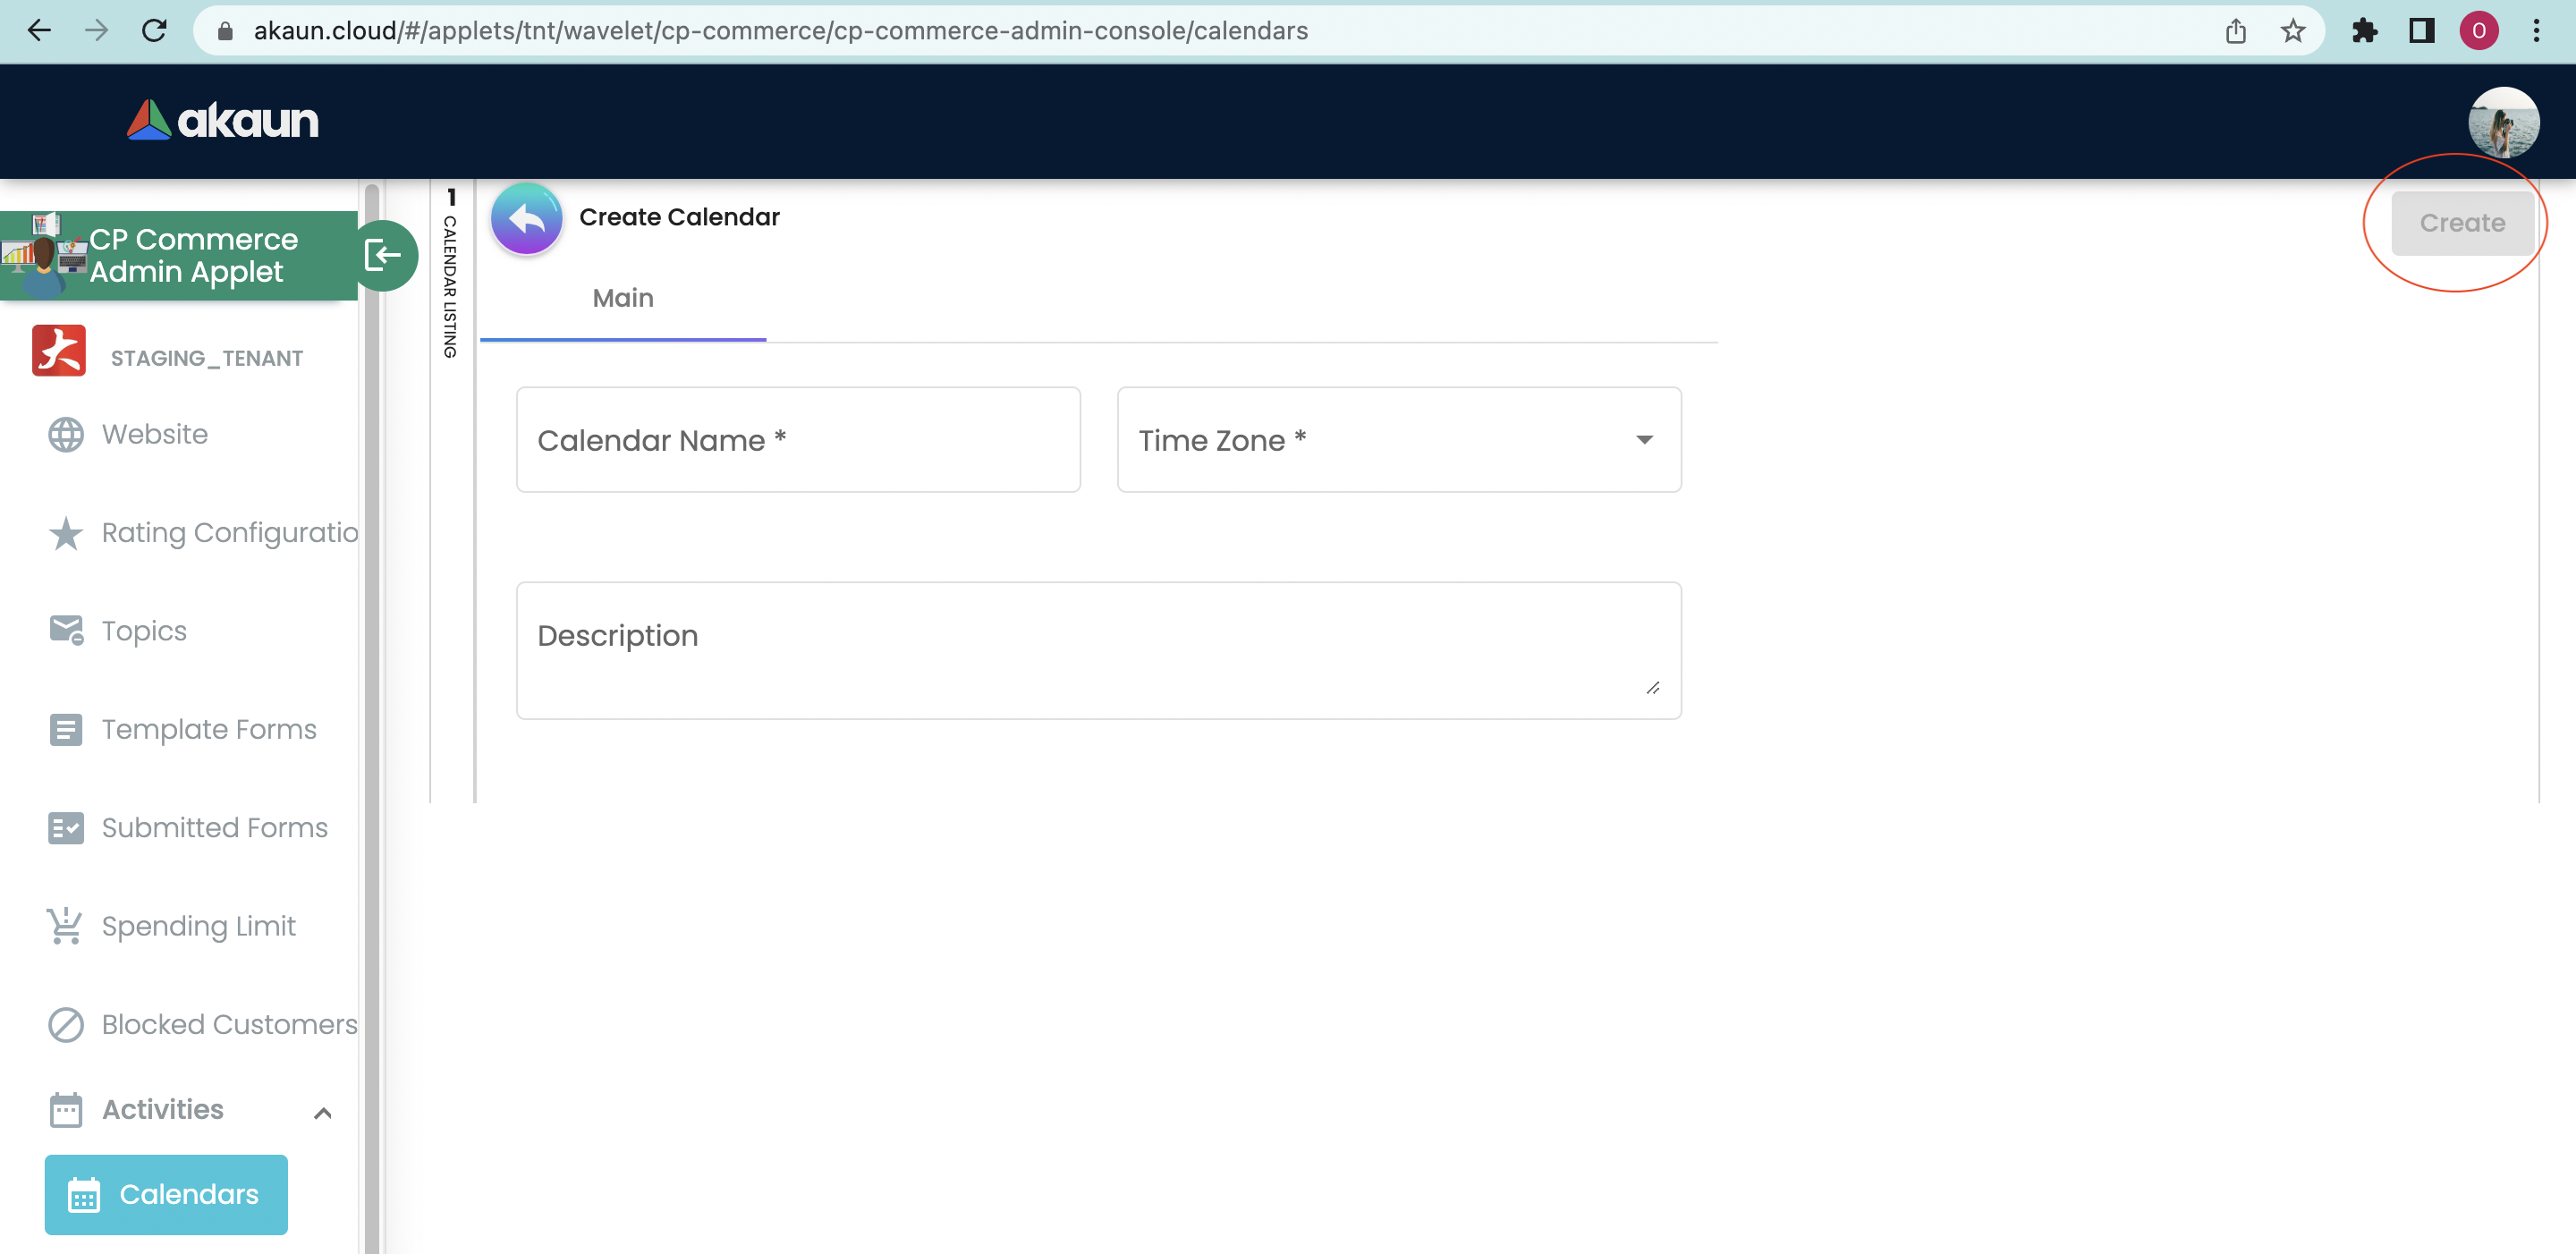 akaun.cloud/#/applets/tnt/wavelet/cp-commerce/cp-commerce-admin-console/calendars
O
akaun
CP Commerce
Admin Applet
STAGING_TENANT
Website
Rating Configuratio
Topics
Template Forms
Submitted Forms
Spending Limit
Blocked Customers
Activities
Calendars
1
CALENDAR LISTING
Create Calendar
Create
Main
Calendar Name *
Time Zone *
Description